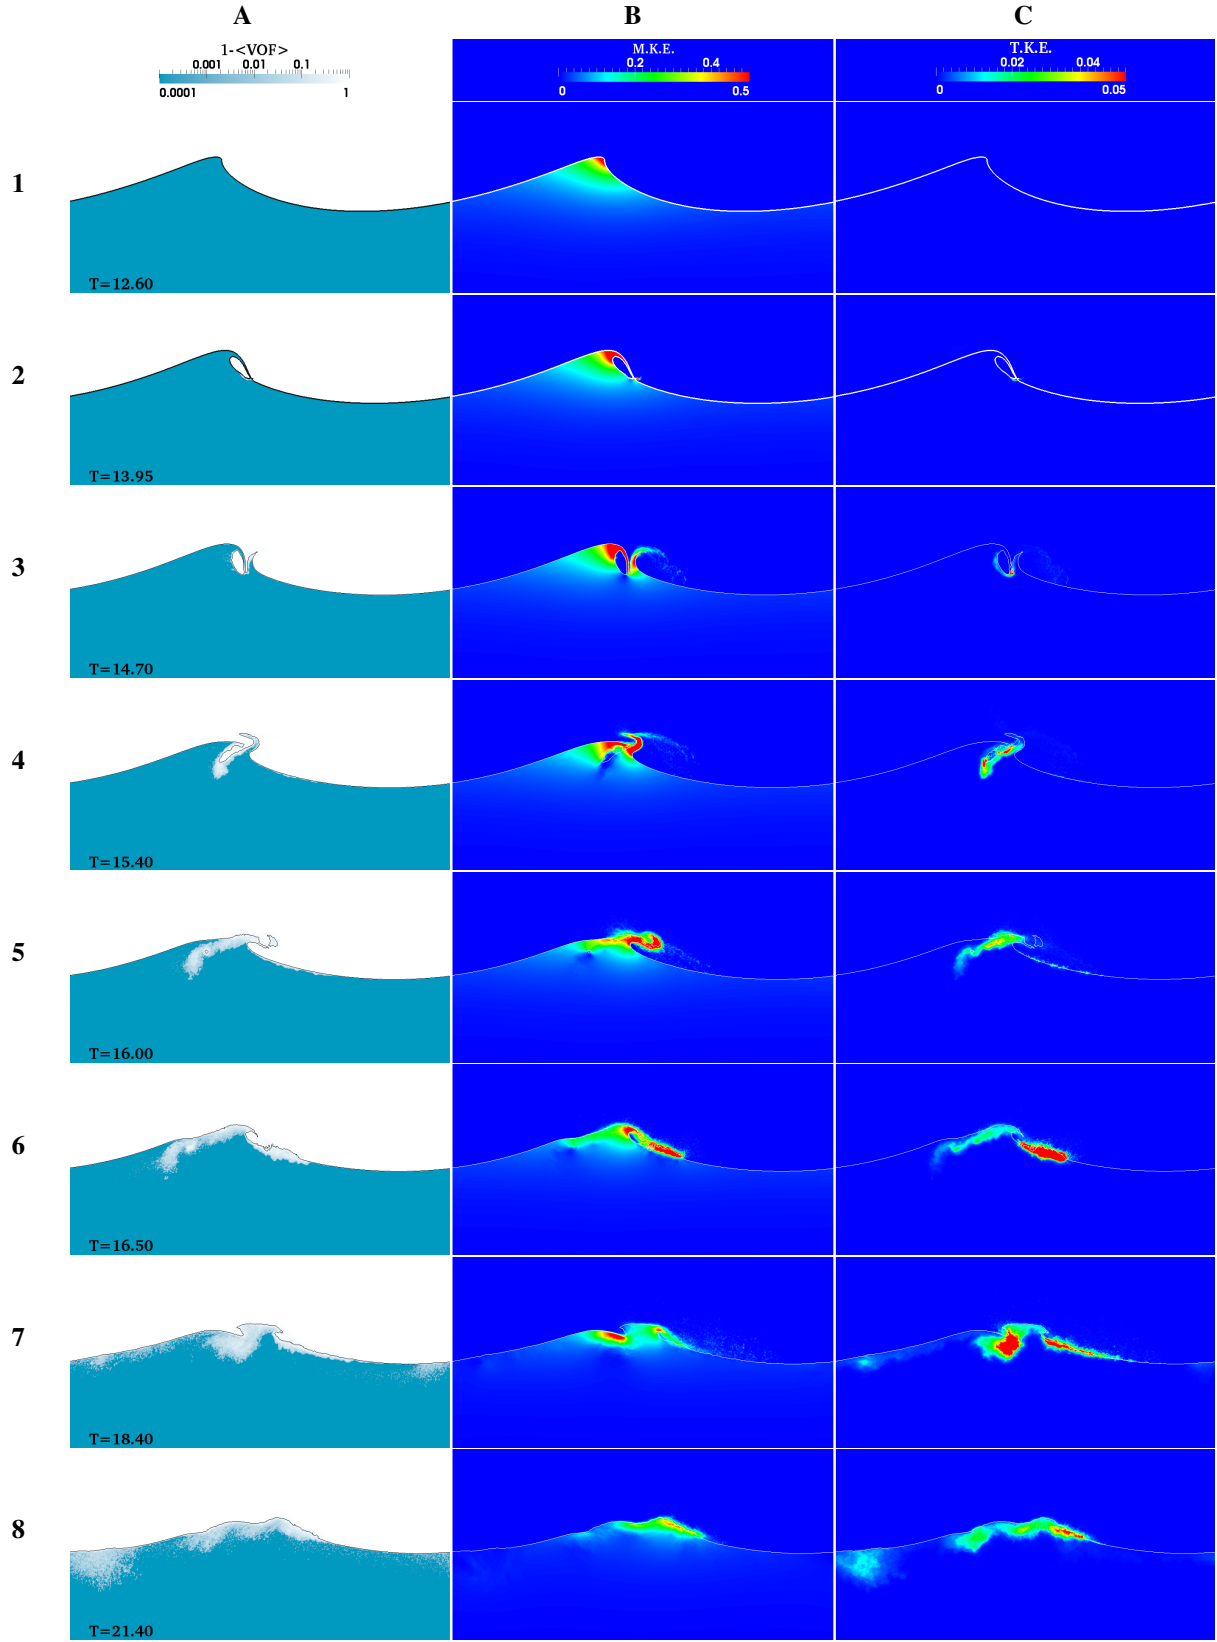 A B C
1-<VOF>
0.001 0.01 0.1
0.0001 1
M.K.E.
0.2 0.4
0 0.5
T.K.E.
0.02 0.04
0 0.05
1
T=12.60
2
T=13.95
3
T=14.70
4
T=15.40
5
T=16.00
6
T=16.50
7
T=18.40
8
T=21.40